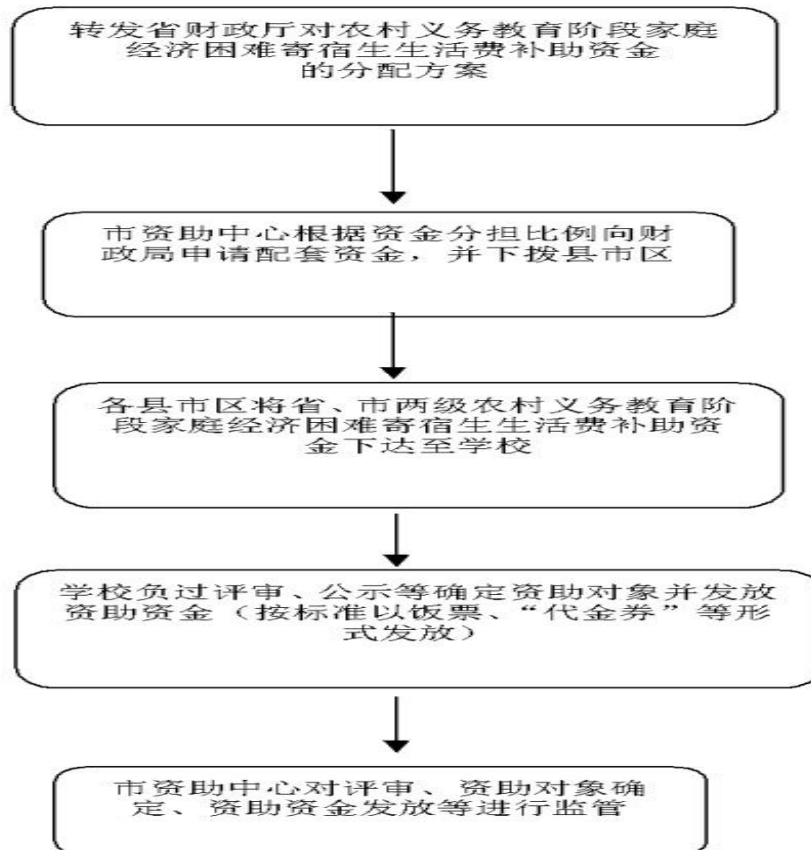 转发省财政厅对农村义务教育阶段家庭
经济困难寄宿生生活费补助资金
的分配方案
市资助中心根据资金分担比例向财
政局申请配套资金，并下拨县市区
各县市区将省、市两级农村义务教育阶
段家庭经济困难寄宿生生活费补助资
金下达至学校
学校负过评审、公示等确定资助对象并发放
资助资金（按标准以饭票、“代金券”等形
式发放）
市资助中心对评审、资助对象确
定、资助资金发放等进行监管